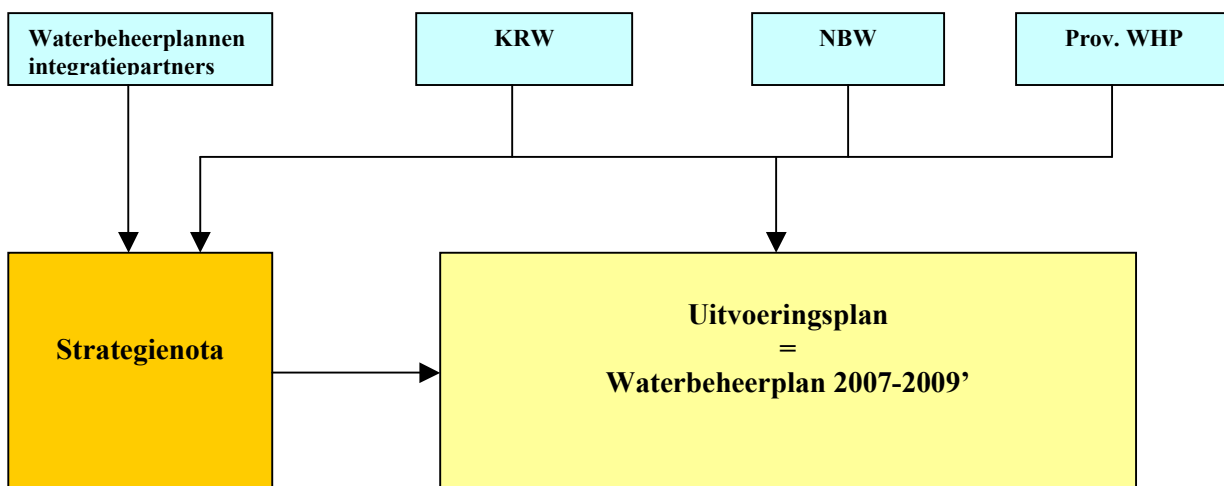 Waterbeheerplannen
integratiepartners
KRW
NBW
Prov. WHP
Strategienota
Uitvoeringsplan
=
Waterbeheerplan 2007-2009’